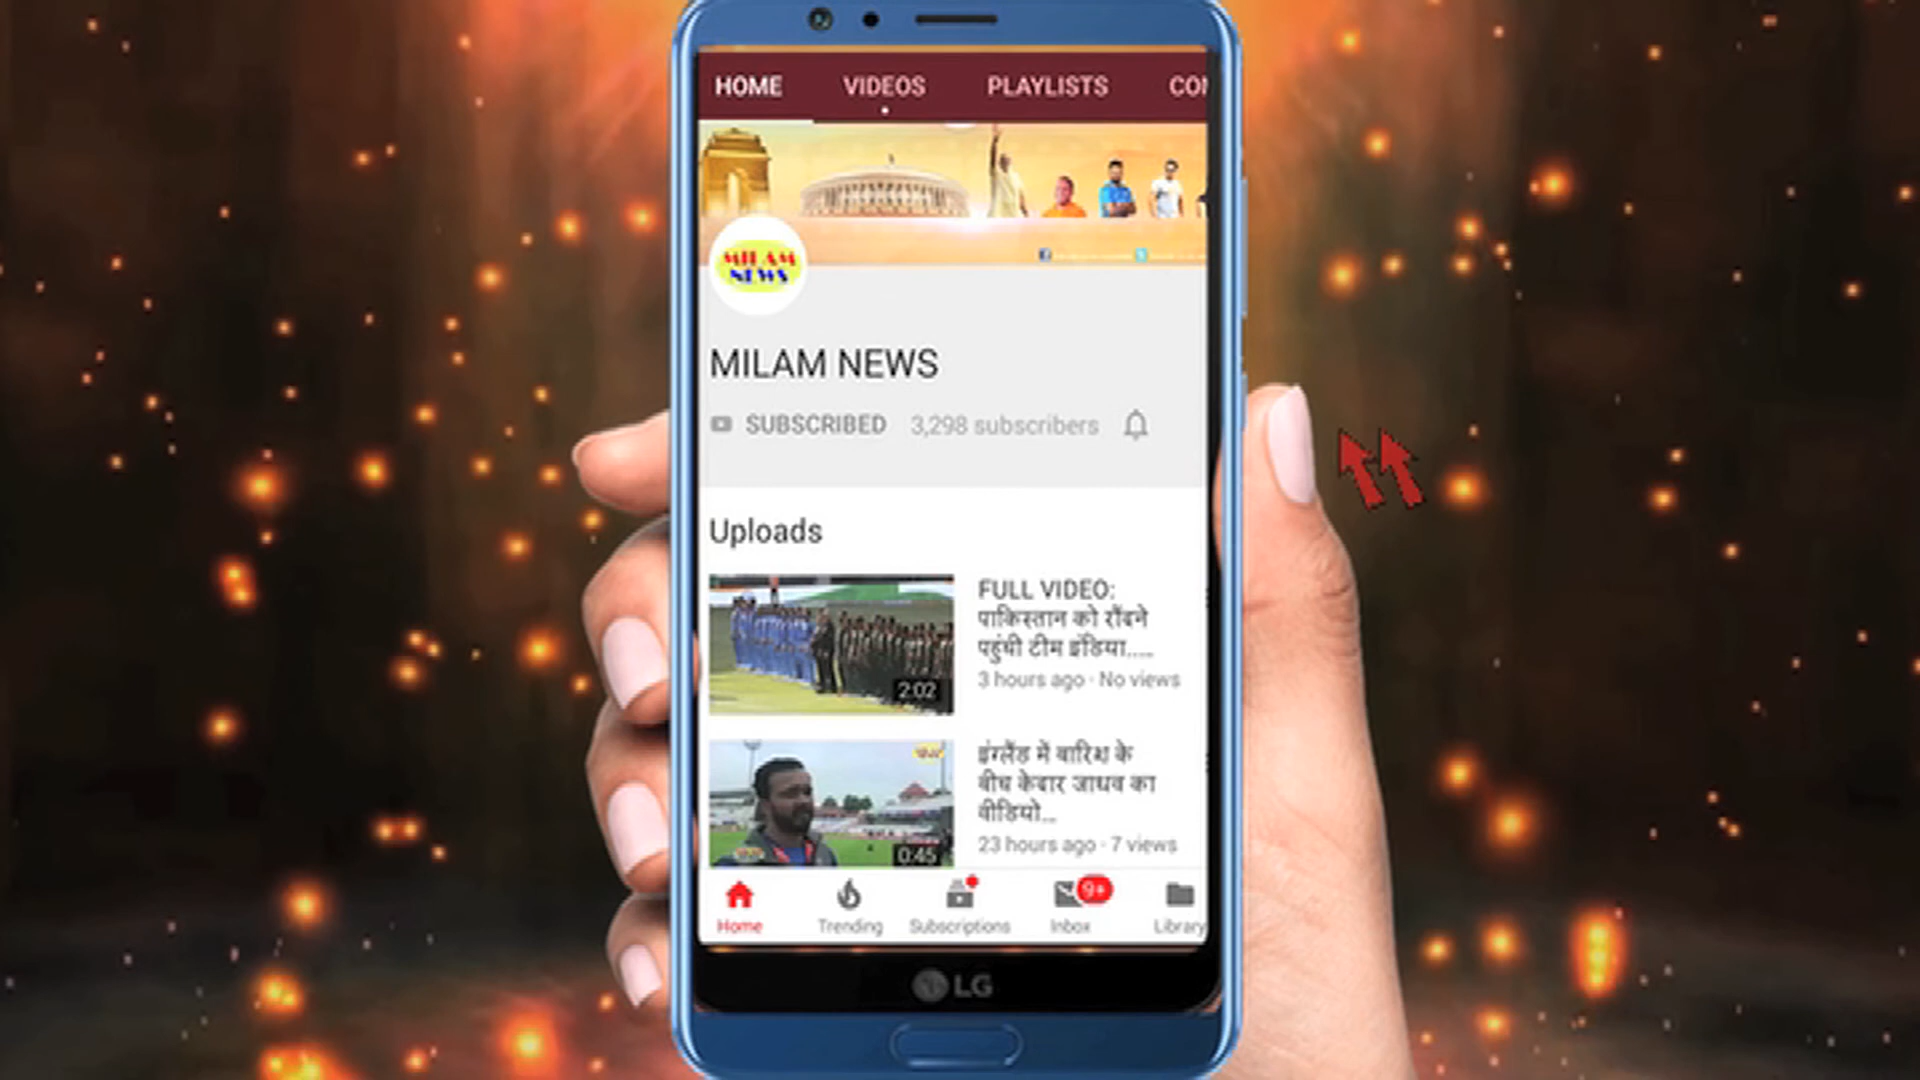 HOME VIDEOS PLAYLISTS CO
MILAM
NEWS
MILAM NEWS
SUBSCRIBED 3,298 subscribers
Uploads
FULL VIDEO:
पाकिस्तान को रौंदने
पहुंची टीम इंडिया.....
3 hours ago · No views
2:02
इंग्लैंड में बारिश के
बीच केदार जाधव का
वीडियो...
23 hours ago · 7 views
0:45
Home Trending Subscriptions Inbox 9+ Library
LG